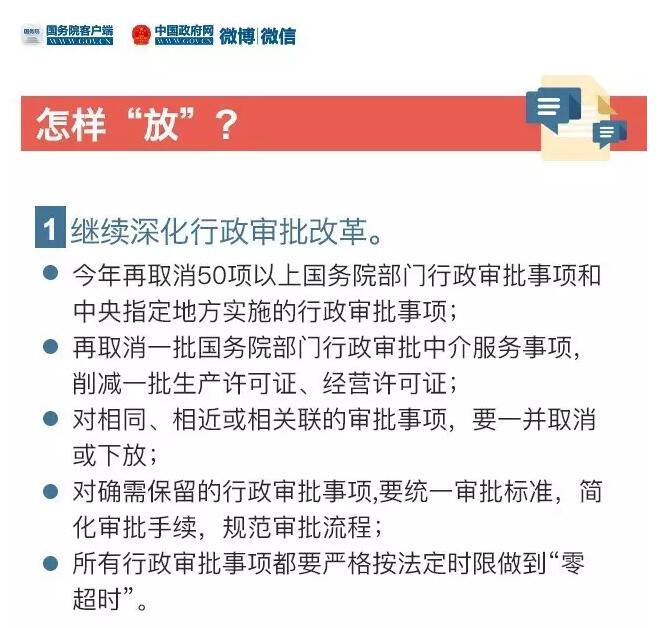 国务院 国务院客户端 中国政府网 微博|微信
WWW.GOV.CN WWW.GOV.CN
怎样“放”?
1 继续深化行政审批改革。
● 今年再取消50项以上国务院部门行政审批事项和
中央指定地方实施的行政审批事项；
● 再取消一批国务院部门行政审批中介服务事项，
削减一批生产许可证、经营许可证；
● 对相同、相近或相关联的审批事项，要一并取消
或下放；
● 对确需保留的行政审批事项,要统一审批标准，简
化审批手续，规范审批流程；
● 所有行政审批事项都要严格按法定时限做到“零
超时”。